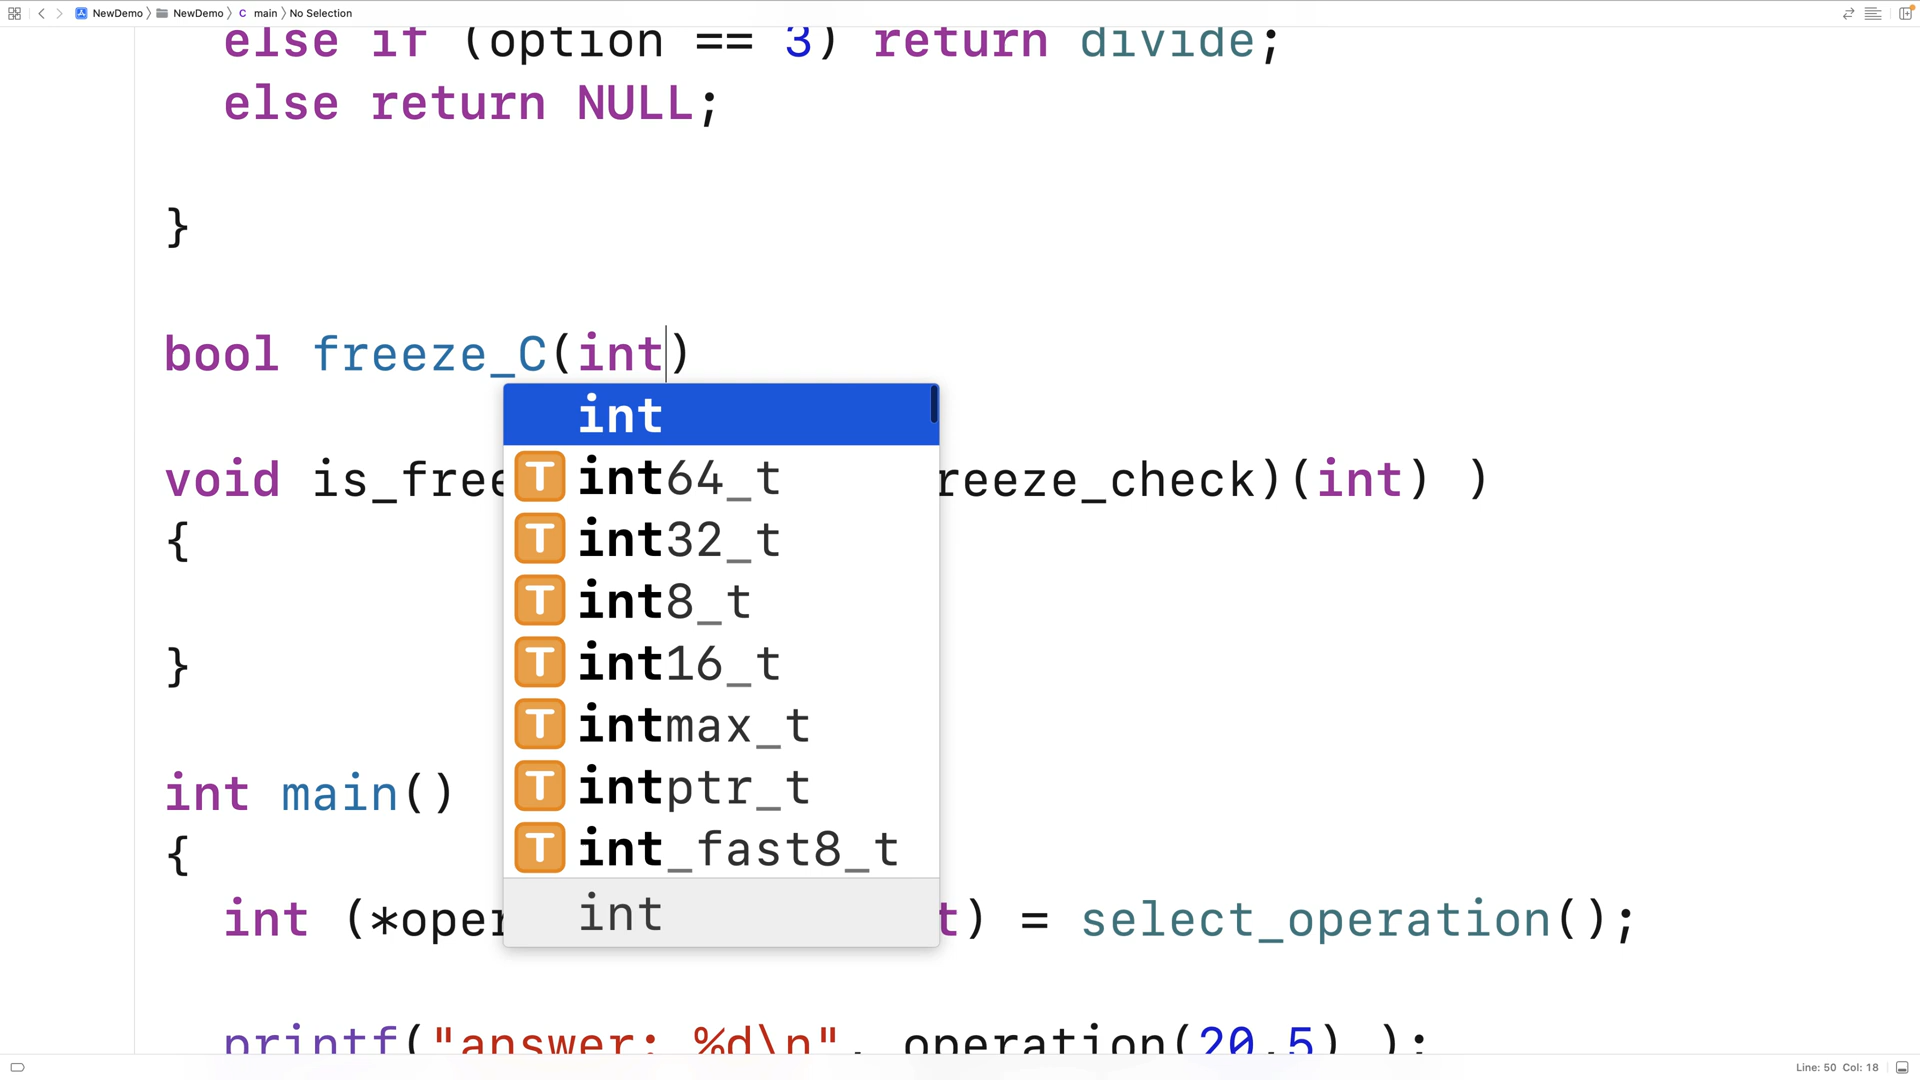 NewDemo NewDemo C main No Selection
else if (option == 3) return divide;
else return NULL;
}
bool freeze_C(int)
int
void is_free reeze_check)(int) )
T int64_t
T int32_t
{
T int8_t
T int16_t
}
T intmax_t
T intptr_t
int main()
T int_fast8_t
{
int
int (*oper t) = select_operation();
printf("answer: %d\n", operation(20,5) );
Line: 50 Col: 18